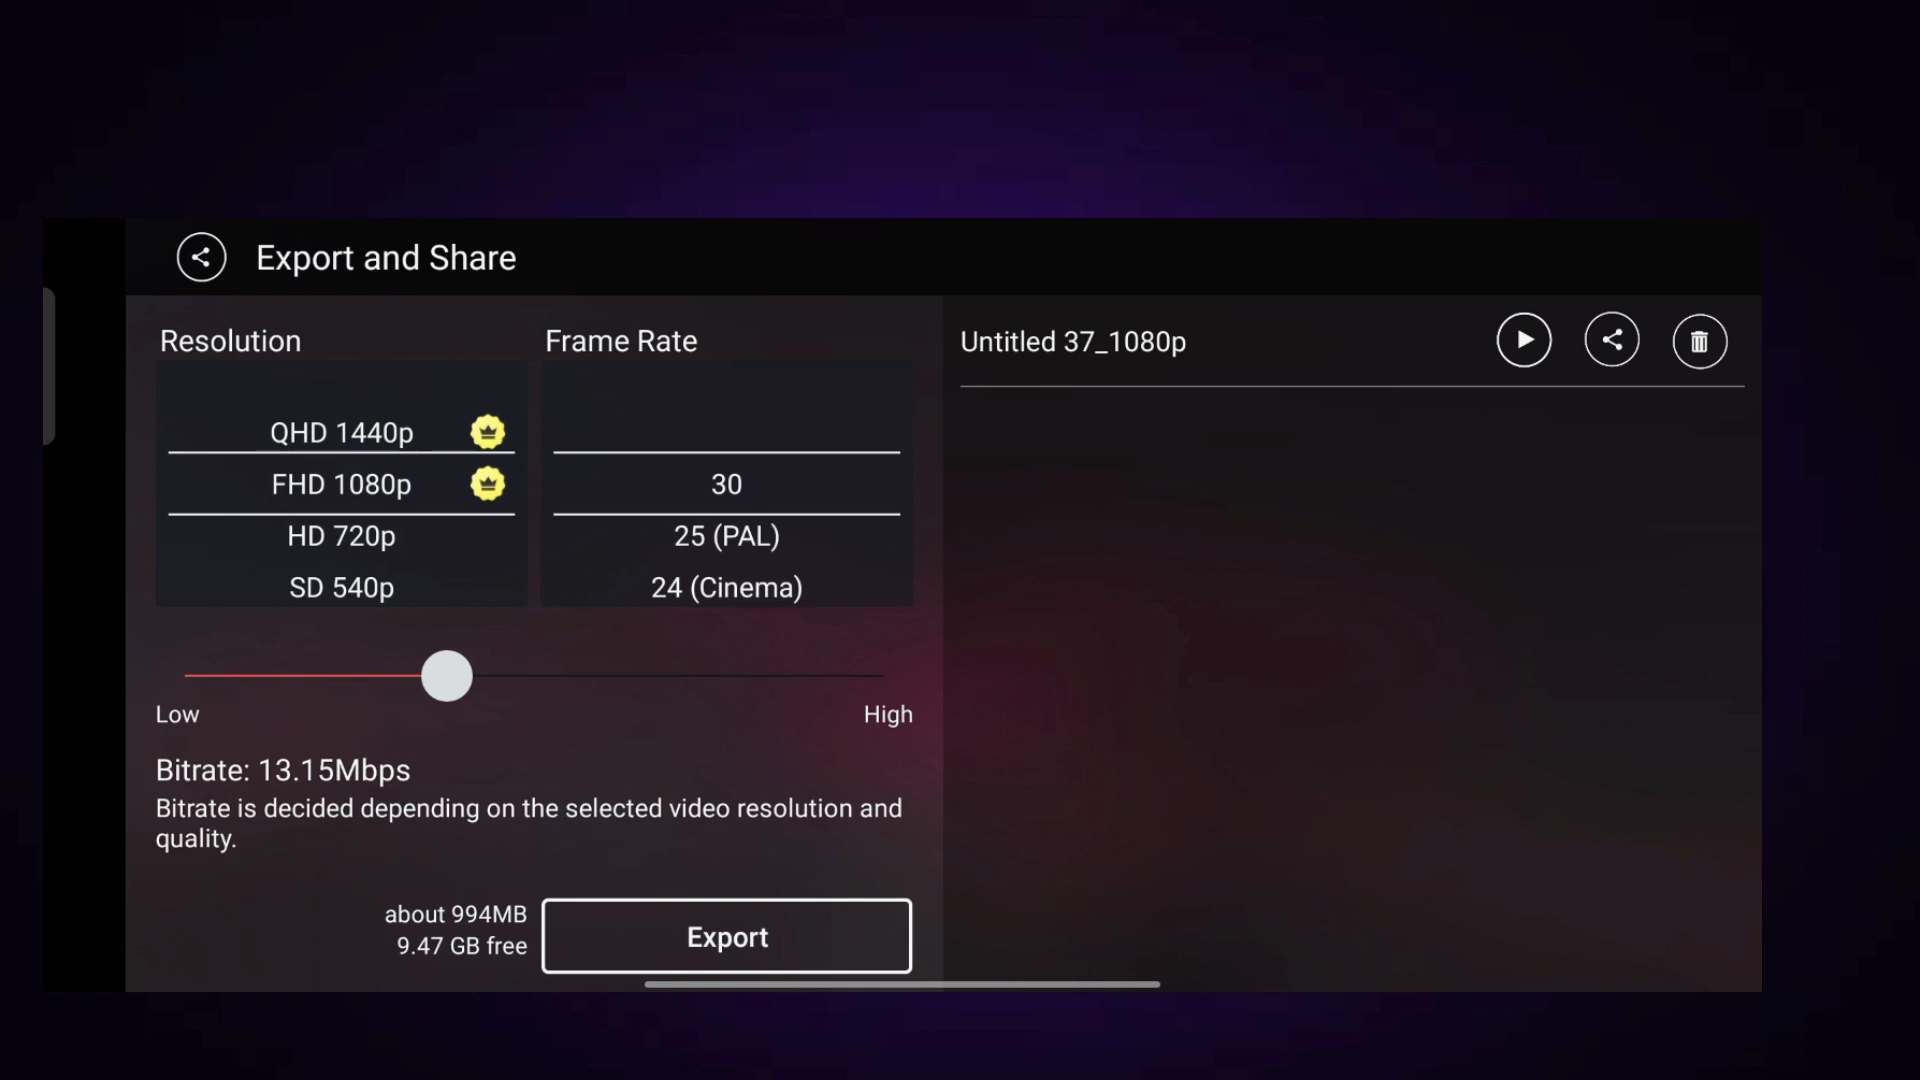 Export and Share
Resolution
Frame Rate
QHD 1440p
FHD 1080p
HD 720p
SD 540p
30
25 (PAL)
24 (Cinema)
Low
High
Bitrate: 13.15Mbps
Bitrate is decided depending on the selected video resolution and
quality.
about 994MB
9.47 GB free
Export
Untitled 37_1080p